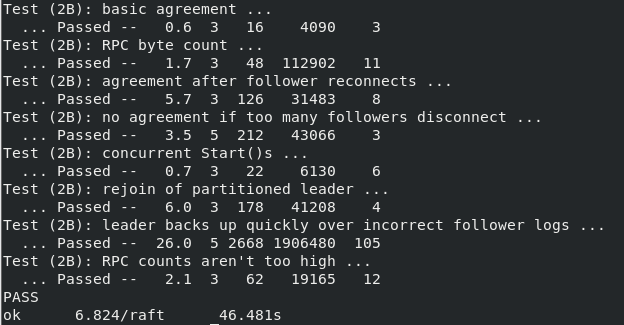 Test (2B): basic agreement ...
  ... Passed --   0.6  3   16    4090    3
Test (2B): RPC byte count ...
  ... Passed --   1.7  3   48  112902   11
Test (2B): agreement after follower reconnects ...
  ... Passed --   5.7  3  126   31483    8
Test (2B): no agreement if too many followers disconnect ...
  ... Passed --   3.5  5  212   43066    3
Test (2B): concurrent Start()s ...
  ... Passed --   0.7  3   22    6130    6
Test (2B): rejoin of partitioned leader ...
  ... Passed --   6.0  3  178   41208    4
Test (2B): leader backs up quickly over incorrect follower logs ...
  ... Passed --  26.0  5 2668 1906480  105
Test (2B): RPC counts aren't too high ...
  ... Passed --   2.1  3   62   19165   12
PASS
ok      6.824/raft      46.481s